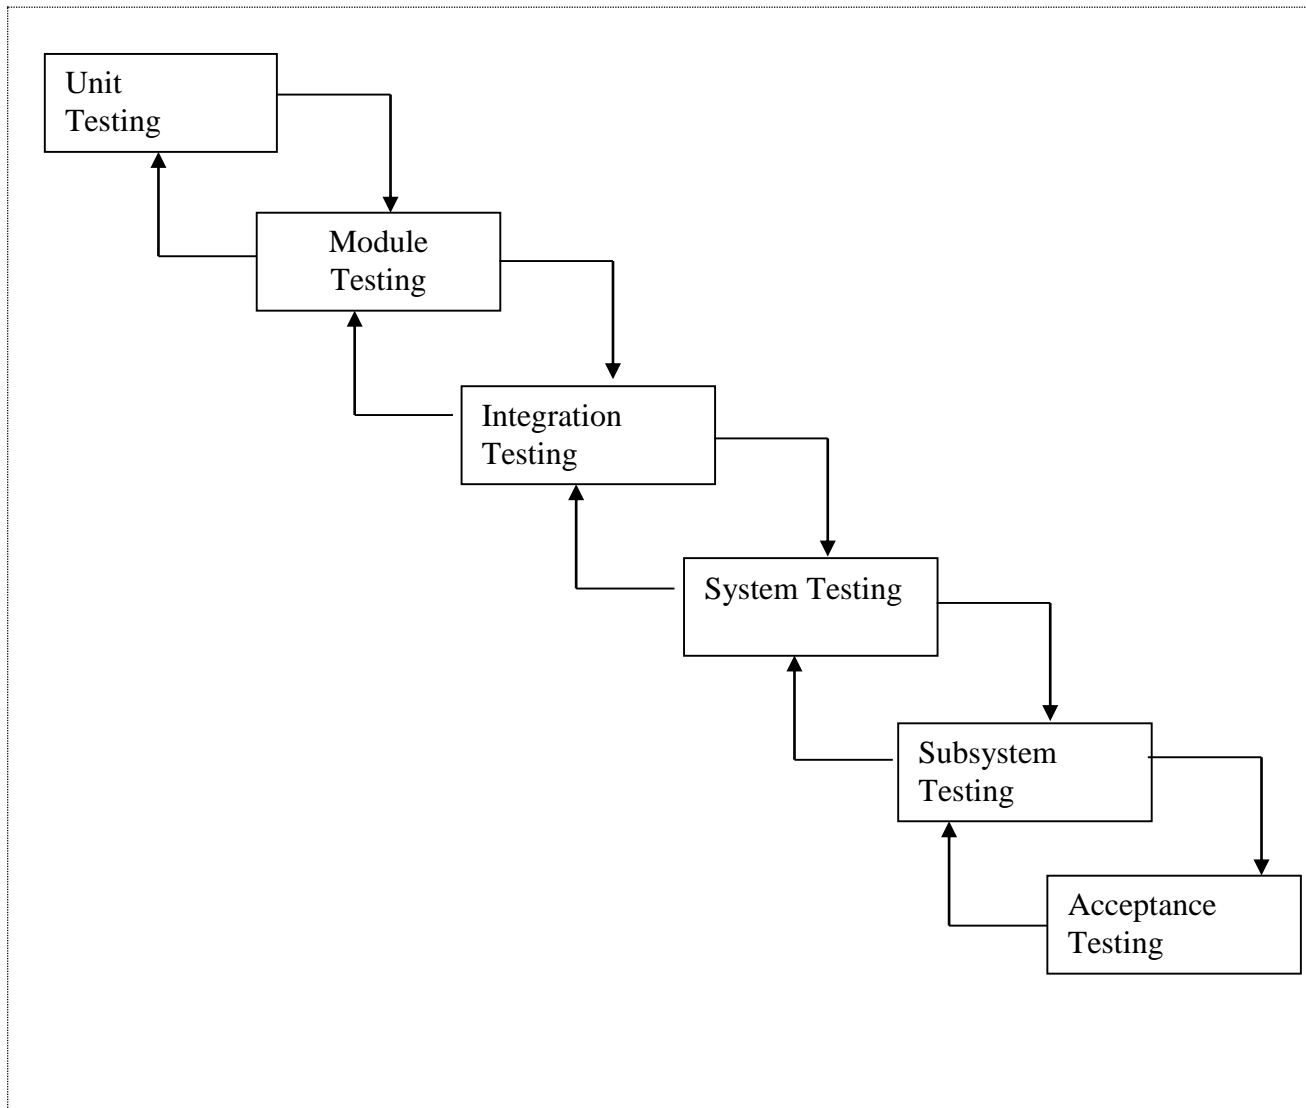 Unit
Testing
Module
Testing
Integration
Testing
System Testing
Subsystem
Testing
Acceptance
Testing